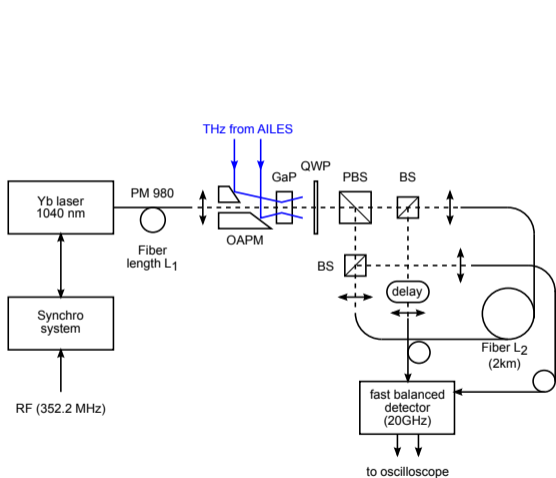 THz from AILES
QWP
GaP
PBS
BS
Yb laser
1040 nm
PM 980
OAPM
Fiber
length L1
BS
delay
Synchro
system
Fiber L2
(2km)
RF (352.2 MHz)
fast balanced
detector
(20GHz)
to oscilloscope